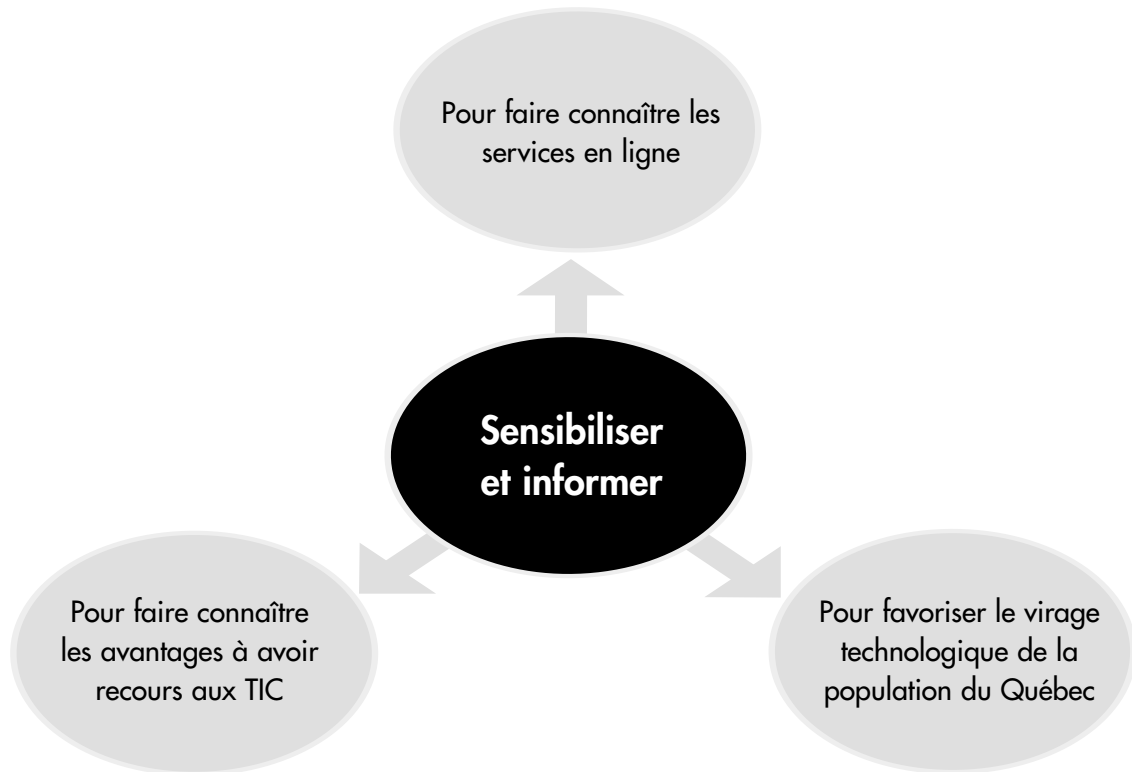 Pour faire connaître les
services en ligne
Sensibiliser
et informer
Pour faire connaître
les avantages à avoir
recours aux TIC
Pour favoriser le virage
technologique de la
population du Québec